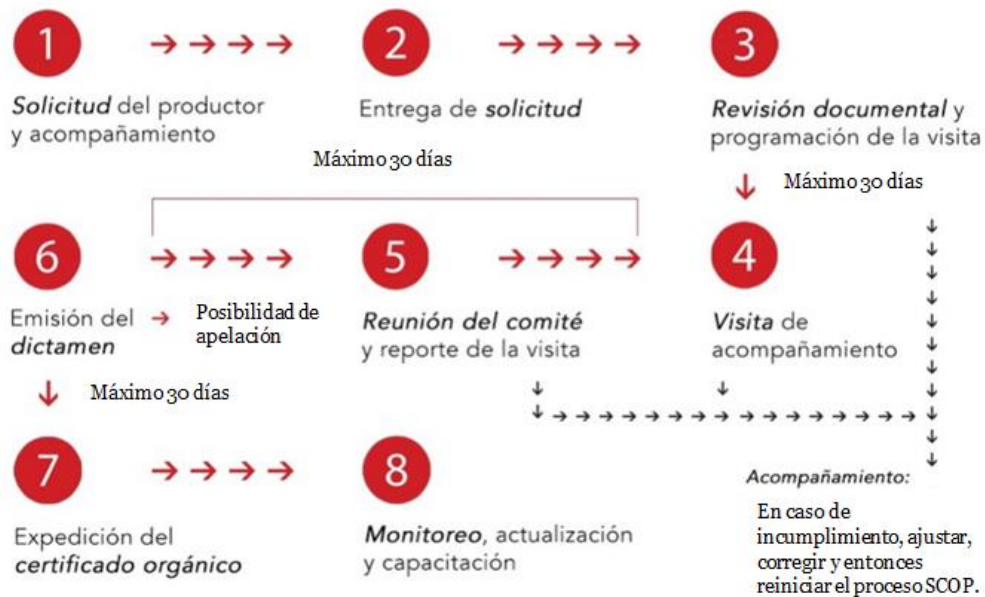 1
Solicitud del productor
y acompañamiento
2
Entrega de solicitud
3
Revisión documental y
programación de la visita
Máximo 30 días
Máximo 30 días
6
Emisión del
dictamen
Posibilidad de
apelación
5
Reunión del comité
y reporte de la visita
4
Visita de
acompañamiento
Máximo 30 días
7
Expedición del
certificado orgánico
8
Monitoreo, actualización
y capacitación
Acompañamiento:
En caso de
incumplimiento, ajustar,
corregir y entonces
reiniciar el proceso SCOP.